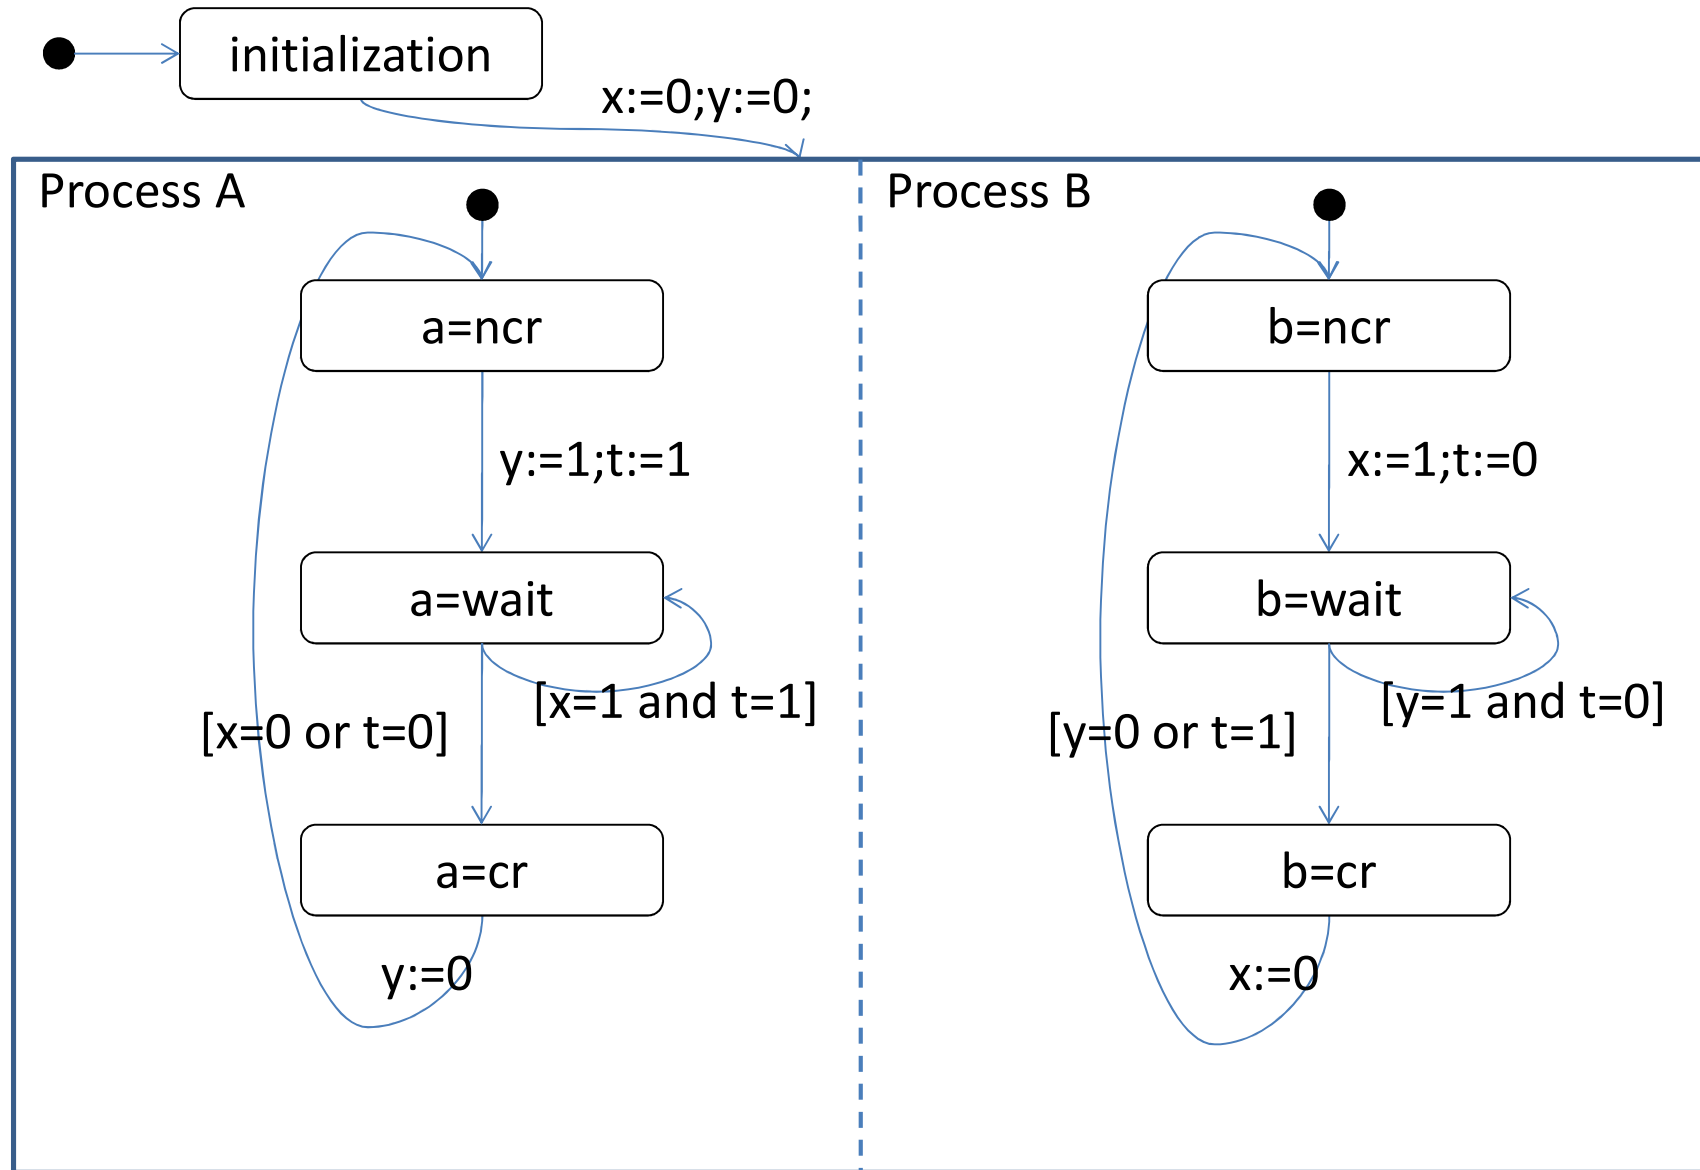 initialization
x:=0;y:=0;
Process A
a=ncr
y:=1;t:=1
a=wait
[x=1 and t=1]
[x=0 or t=0]
a=cr
y:=0
Process B
b=ncr
x:=1;t:=0
b=wait
[y=1 and t=0]
[y=0 or t=1]
b=cr
x:=0